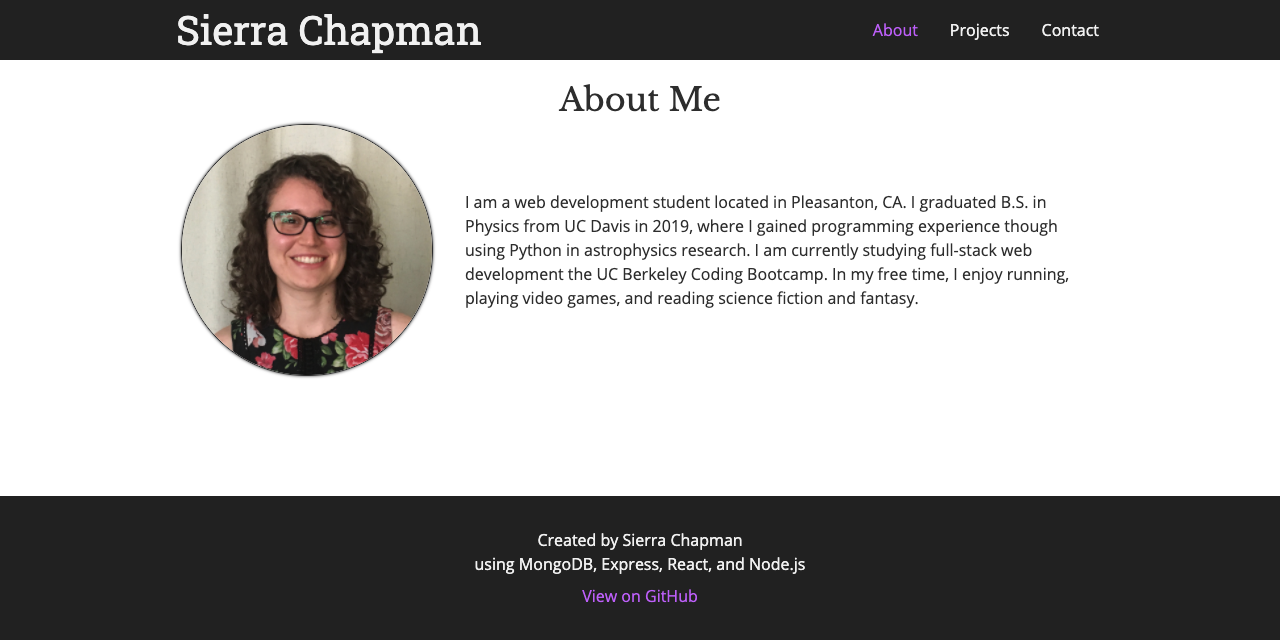 Sierra Chapman
About Projects Contact
About Me
I am a web development student located in Pleasanton, CA. I graduated B.S. in
Physics from UC Davis in 2019, where I gained programming experience though
using Python in astrophysics research. I am currently studying full-stack web
development the UC Berkeley Coding Bootcamp. In my free time, I enjoy running,
playing video games, and reading science fiction and fantasy.
Created by Sierra Chapman
using MongoDB, Express, React, and Node.js
View on GitHub